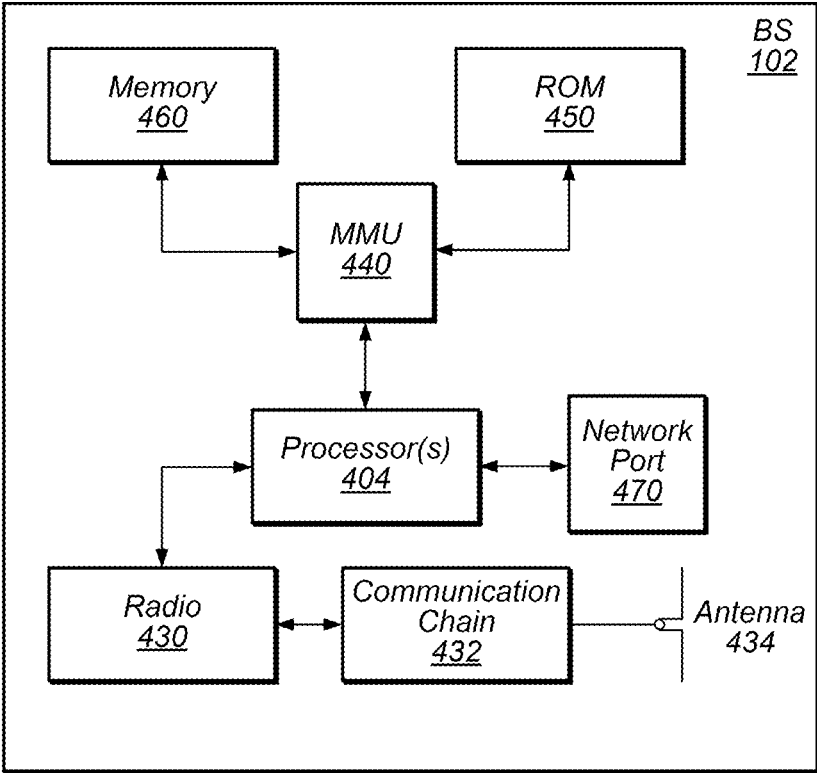 BS
102
Memory
460
ROM
450
MMU
440
Processor(s)
404
Network
Port
470
Radio
430
Communication
Chain
432
Antenna
434